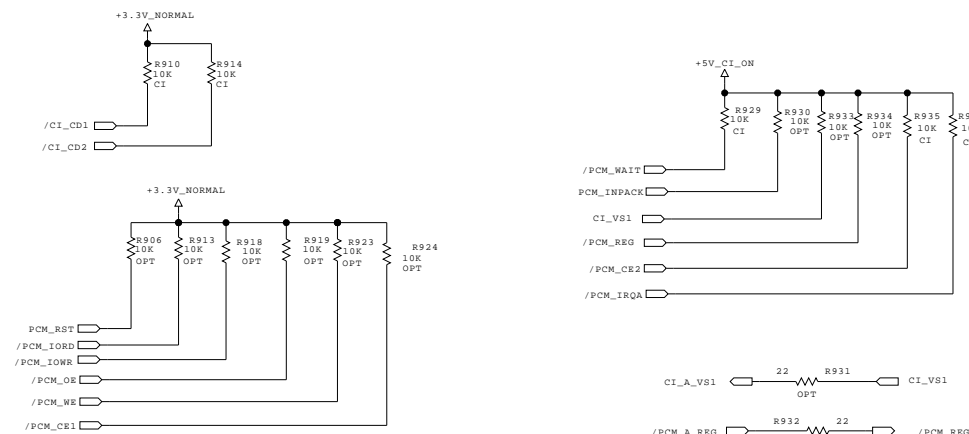 +3.3V_NORMAL
R910
10K
CI
R914
10K
CI
/CI_CD1
/CI_CD2
+3.3V_NORMAL
R906
10K
OPT
R913
10K
OPT
R918
10K
OPT
R919
10K
OPT
R923
10K
OPT
R924
10K
OPT
PCM_RST
/PCM_IORD
/PCM_IOWR
/PCM_OE
/PCM_WE
/PCM_CE1
+5V_CI_ON
R929
10K
CI
R930
10K
OPT
R933
10K
OPT
R934
10K
OPT
R935
10K
CI
/PCM_WAIT
PCM_INPACK
CI_VS1
/PCM_REG
/PCM_CE2
/PCM_IRQA
CI_A_VS1
22
R931
OPT
CI_VS1
/PCM_A_REG
R932
22
/PCM_REG